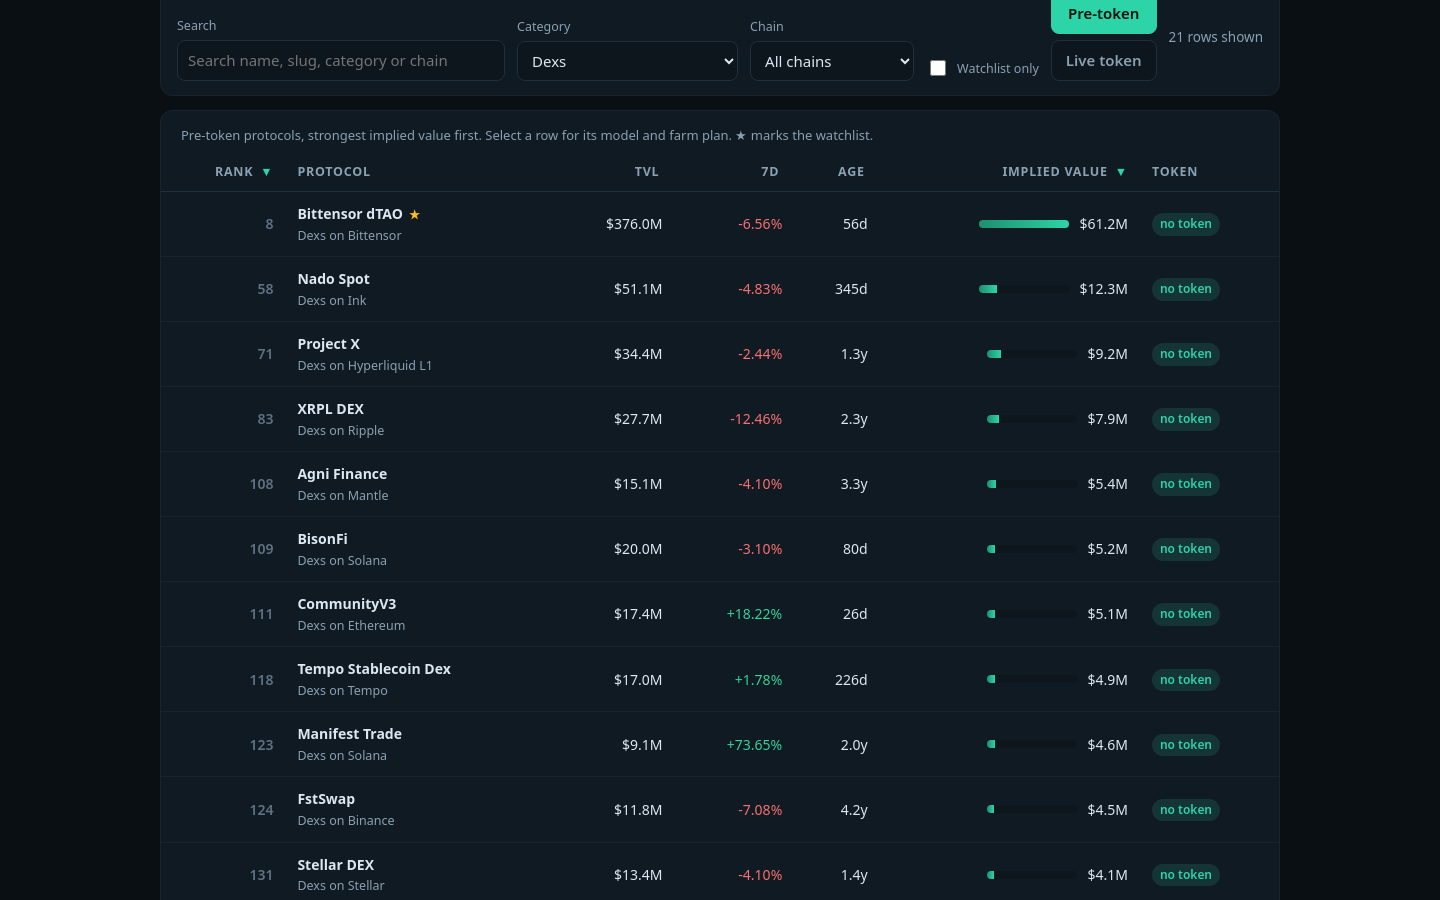 Search
Category
Chain
Pre-token
Search name, slug, category or chain
Dexs
All chains
Watchlist only
Live token
21 rows shown
Pre-token protocols, strongest implied value first. Select a row for its model and farm plan. ★ marks the watchlist.
RANK ▼ PROTOCOL TVL 7D AGE IMPLIED VALUE ▼ TOKEN
8 Bittensor dTAO ★ $376.0M -6.56% 56d $61.2M no token
Dexs on Bittensor
58 Nado Spot $51.1M -4.83% 345d $12.3M no token
Dexs on Ink
71 Project X $34.4M -2.44% 1.3y $9.2M no token
Dexs on Hyperliquid L1
83 XRPL DEX $27.7M -12.46% 2.3y $7.9M no token
Dexs on Ripple
108 Agni Finance $15.1M -4.10% 3.3y $5.4M no token
Dexs on Mantle
109 BisonFi $20.0M -3.10% 80d $5.2M no token
Dexs on Solana
111 CommunityV3 $17.4M +18.22% 26d $5.1M no token
Dexs on Ethereum
118 Tempo Stablecoin Dex $17.0M +1.78% 226d $4.9M no token
Dexs on Tempo
123 Manifest Trade $9.1M +73.65% 2.0y $4.6M no token
Dexs on Solana
124 FstSwap $11.8M -7.08% 4.2y $4.5M no token
Dexs on Binance
131 Stellar DEX $13.4M -4.10% 1.4y $4.1M no token
Dexs on Stellar